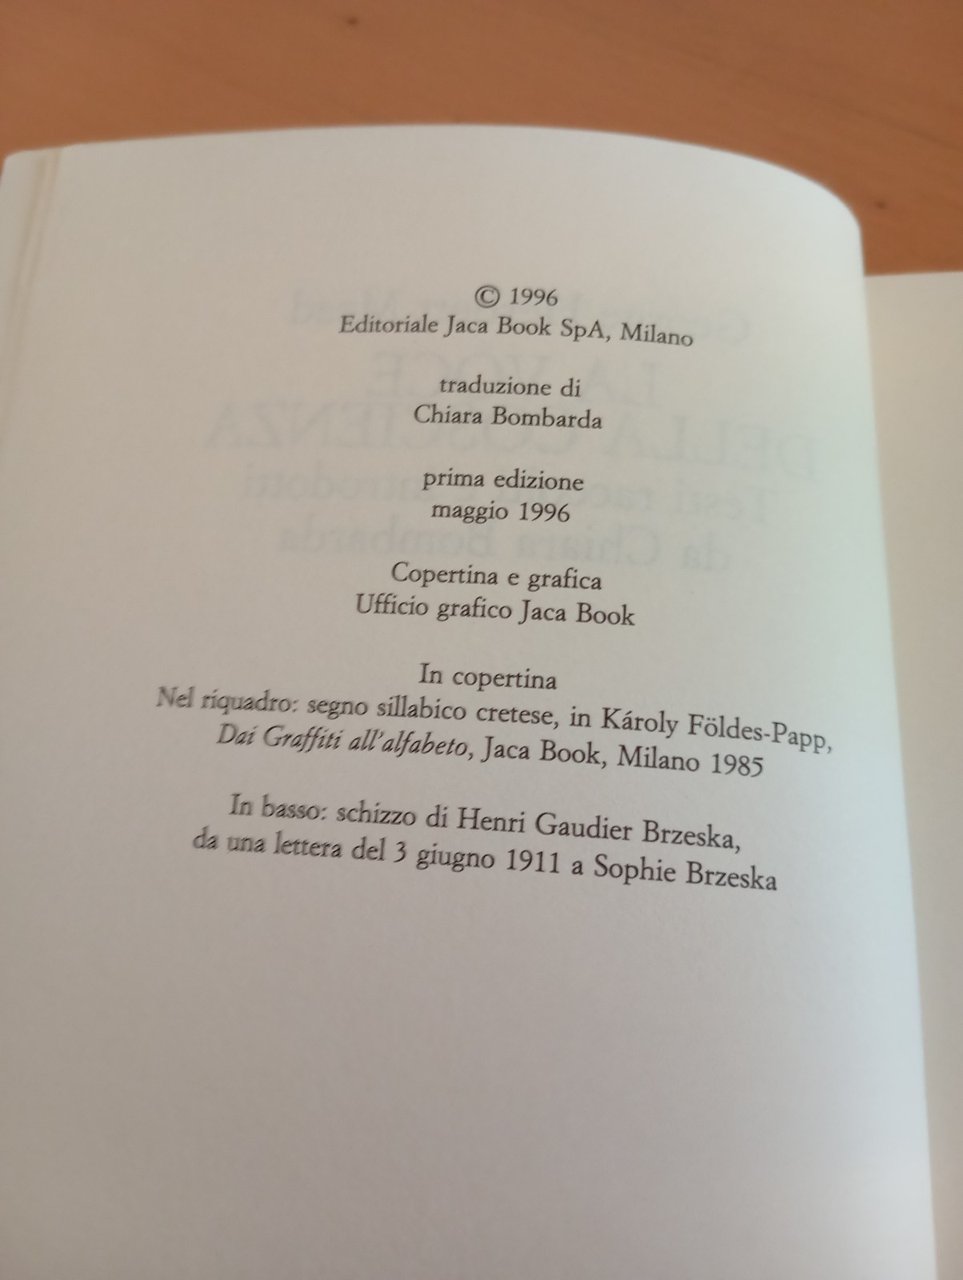 © 1996
Editoriale Jaca Book SpA, Milano
traduzione di
Chiara Bombarda
prima edizione
maggio 1996
Copertina e grafica
Ufficio grafico Jaca Book
In copertina
Nel riquadro: segno sillabico cretese, in Károly Földes-Papp,
Dai Graffiti all'alfabeto, Jaca Book, Milano 1985
In basso: schizzo di Henri Gaudier Brzeska,
da una lettera del 3 giugno 1911 a Sophie Brzeska